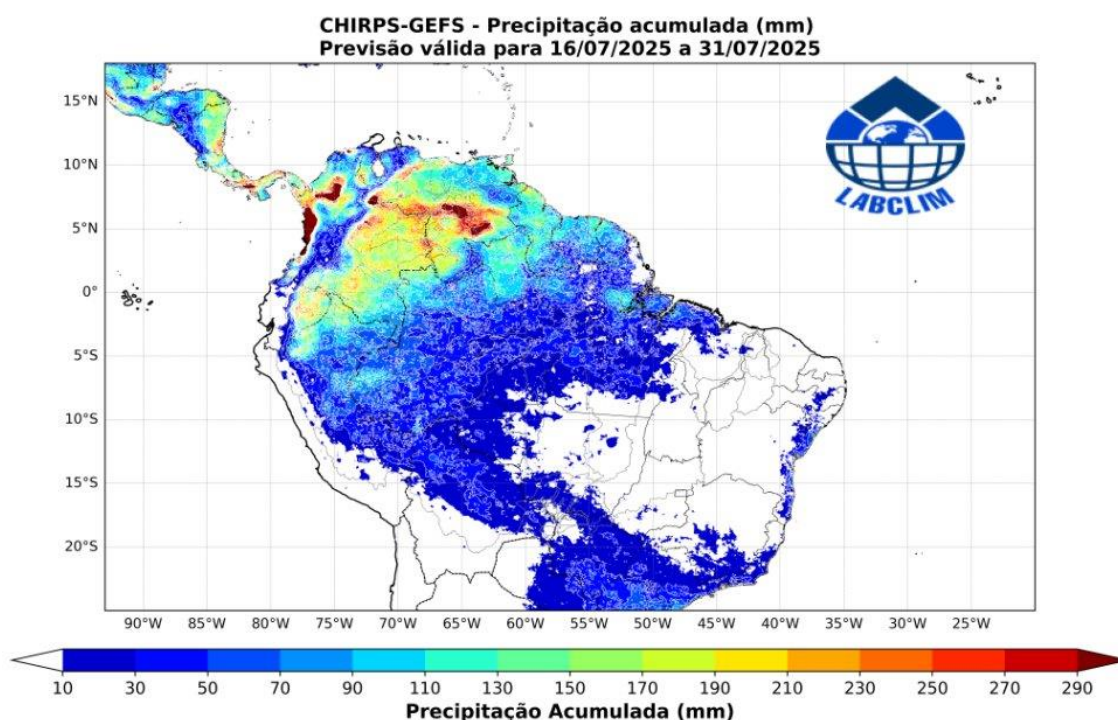 CHIRPS-GEFS - Precipitação acumulada (mm)
Previsão válida para 16/07/2025 a 31/07/2025
15°N
10°N
5°N
0°
5°S
10°S
15°S
20°S
LABCLIM
90°W 85°W 80°W 75°W 70°W 65°W 60°W 55°W 50°W 45°W 40°W 35°W 30°W 25°W
10 30 50 70 90 110 130 150 170 190 210 230 250 270 290
Precipitação Acumulada (mm)